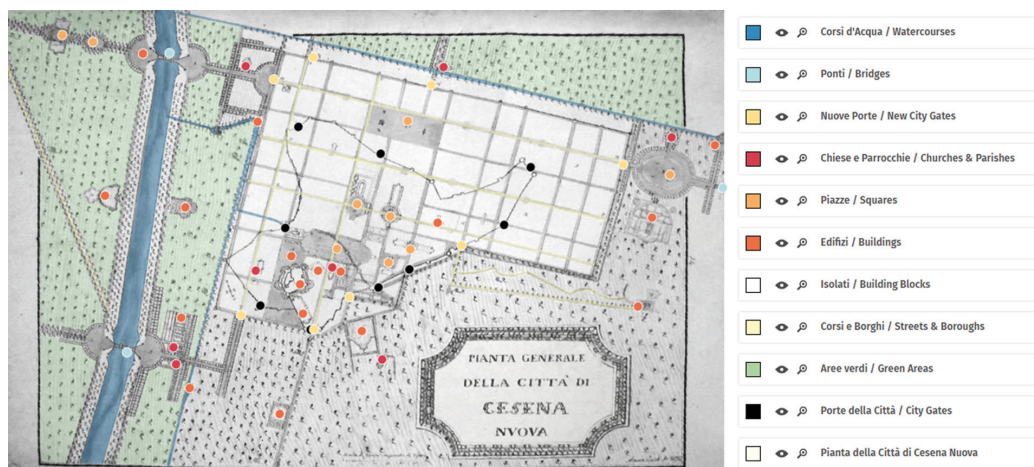 PIANTA GENERALE
DELLA CITTÀ DI
CESENA
NUOVA
Corsi d'Acqua / Watercourses
Ponti / Bridges
Nuove Porte / New City Gates
Chiese e Parrocchie / Churches & Parishes
Piazze / Squares
Edifizi / Buildings
Isolati / Building Blocks
Corsi e Borghi / Streets & Boroughs
Aree verdi / Green Areas
Porte della Città / City Gates
Pianta della Città di Cesena Nuova